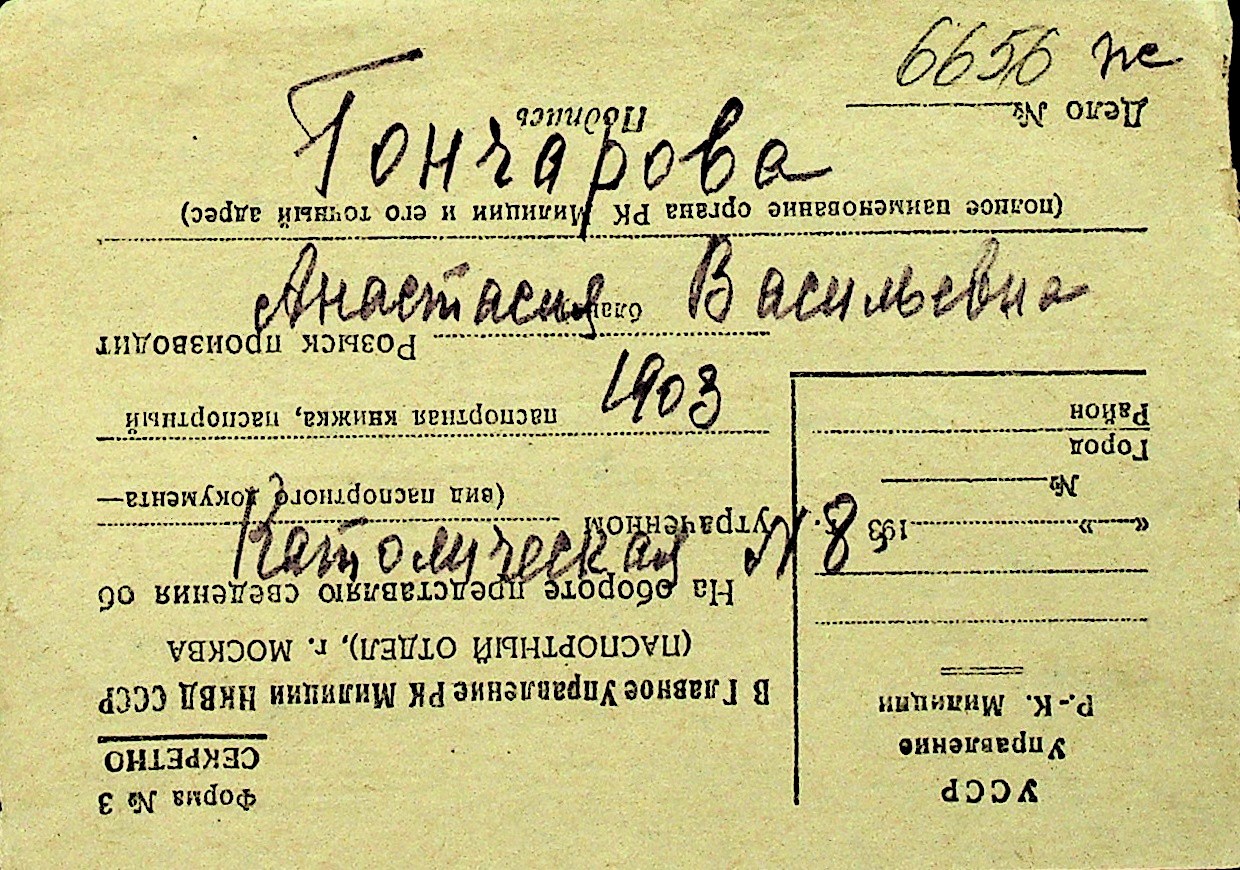 6656 пс
Гончарова
Анастасия Васильевна
1903
Католическая N 8
УССР
Управление
Р.-К. Милиции
« » 193 г.
№
Город
Район
Форма № 3
СЕКРЕТНО
В Главное Управление РК Милиции НКВД СССР
(ПАСПОРТНЫЙ ОТДЕЛ), г. МОСКВА
На обороте представляю сведения об
утраченном
(вид паспортного документа—
паспортная книжка, паспортный
бланк)
Розыск производит
(полное наименование органа РК Милиции и его точный адрес)
Дело №
Подпись